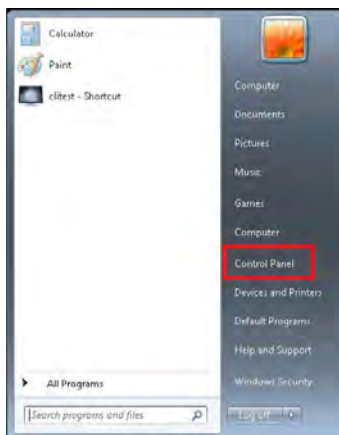 Calculator
Paint
clitest - Shortcut
All Programs
Search programs and files
Computer
Documents
Pictures
Music
Games
Computer
Control Panel
Devices and Printers
Default Programs
Help and Support
Windows Security
Log off